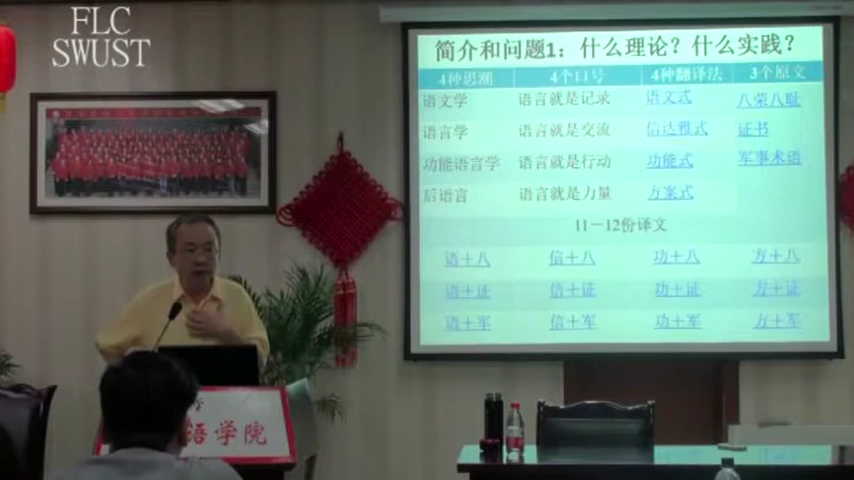 FLC
SWUST
简介和问题1：什么理论？什么实践？
4种思潮 4个口号 4种翻译法 3个原文
语文学 语言就是记录 语文式 八荣八耻
语言学 语言就是交流 信达雅式 证书
功能语言学 语言就是行动 功能式 军事术语
后语言 语言就是力量 方案式
11－12份译文
语＋八 信＋八 功＋八 方＋八
语＋证 信＋证 功＋证 方＋证
语＋军 信＋军 功＋军 方＋军
语学院